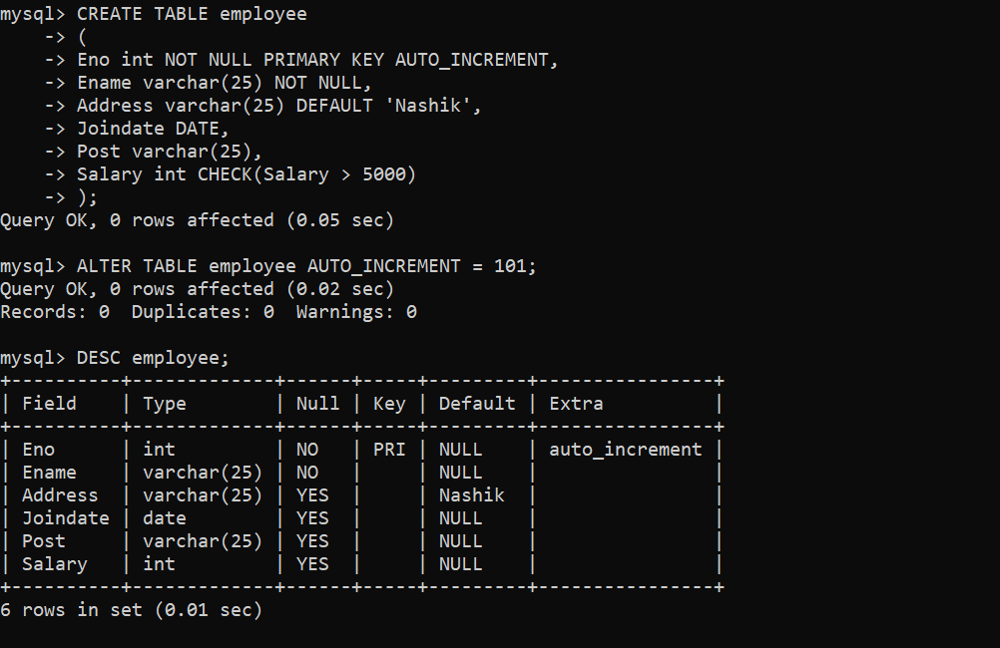 mysql> CREATE TABLE employee
    -> (
    -> Eno int NOT NULL PRIMARY KEY AUTO_INCREMENT,
    -> Ename varchar(25) NOT NULL,
    -> Address varchar(25) DEFAULT 'Nashik',
    -> Joindate DATE,
    -> Post varchar(25),
    -> Salary int CHECK(Salary > 5000)
    -> );
Query OK, 0 rows affected (0.05 sec)

mysql> ALTER TABLE employee AUTO_INCREMENT = 101;
Query OK, 0 rows affected (0.02 sec)
Records: 0  Duplicates: 0  Warnings: 0

mysql> DESC employee;
+----------+-------------+------+-----+---------+----------------+
| Field    | Type        | Null | Key | Default | Extra          |
+----------+-------------+------+-----+---------+----------------+
| Eno      | int         | NO   | PRI | NULL    | auto_increment |
| Ename    | varchar(25) | NO   |     | NULL    |                |
| Address  | varchar(25) | YES  |     | Nashik  |                |
| Joindate | date        | YES  |     | NULL    |                |
| Post     | varchar(25) | YES  |     | NULL    |                |
| Salary   | int         | YES  |     | NULL    |                |
+----------+-------------+------+-----+---------+----------------+
6 rows in set (0.01 sec)